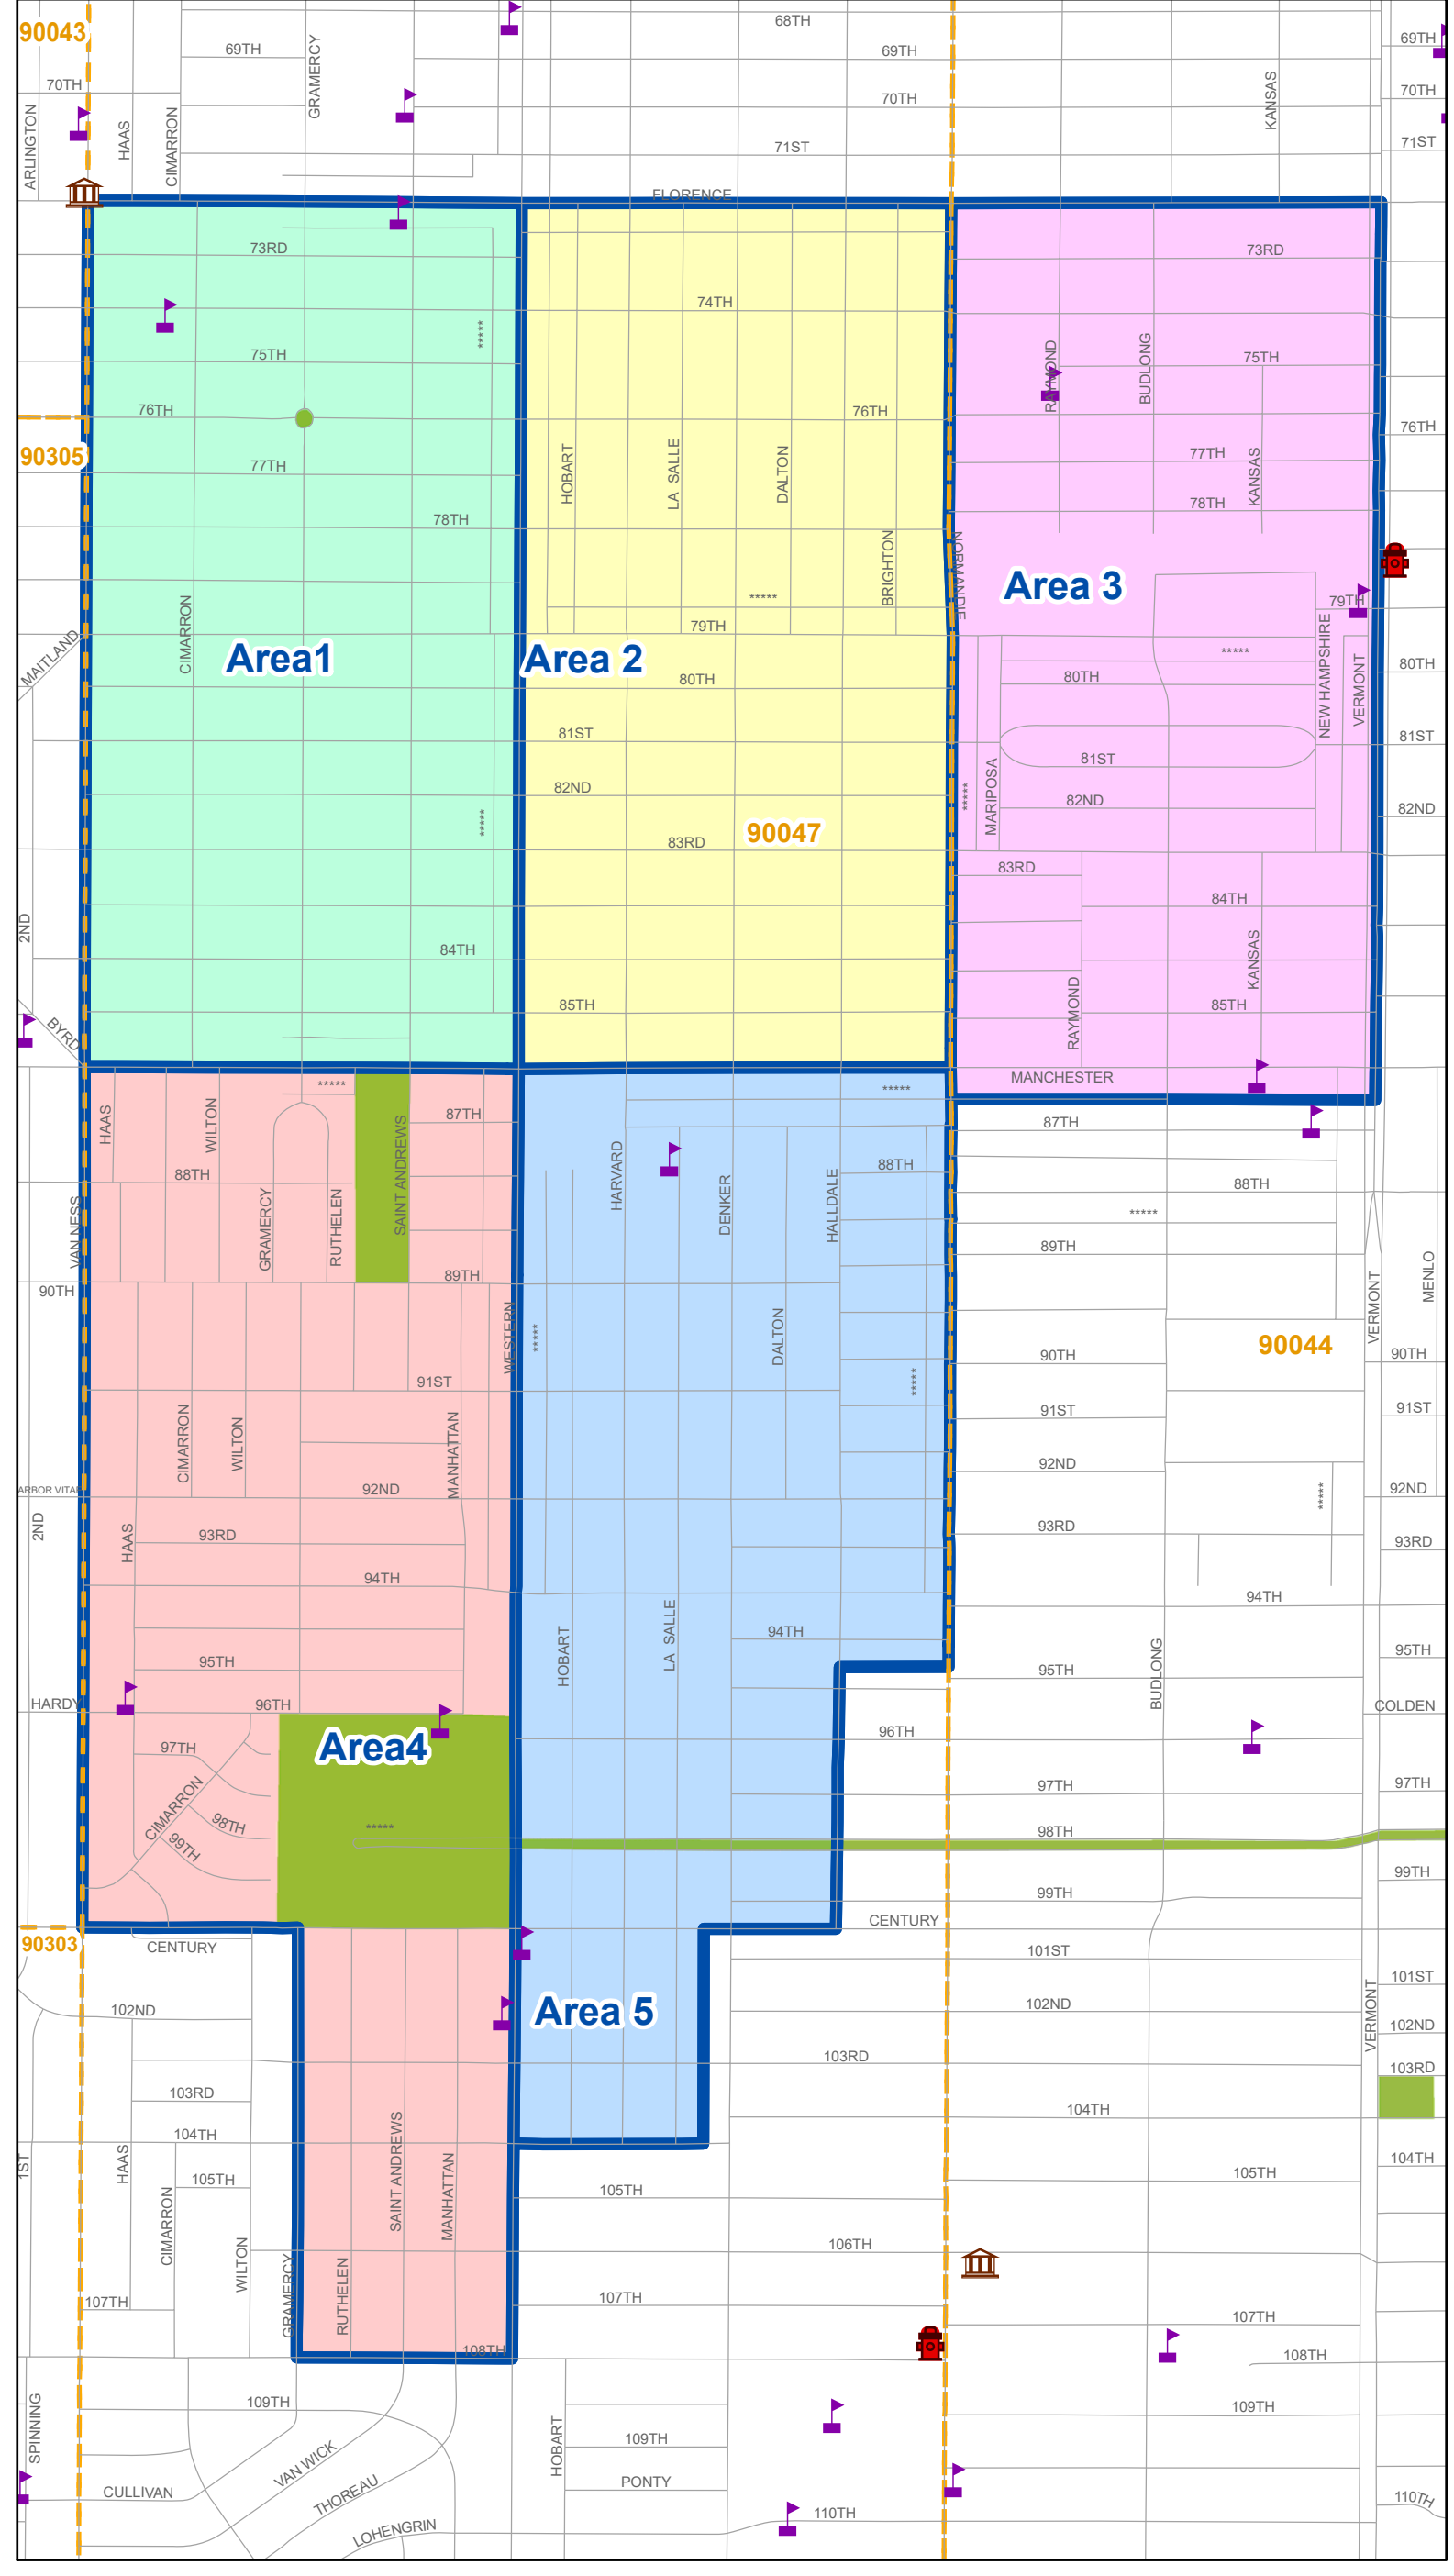 90043
68TH
69TH
69TH
69TH
70TH
70TH
70TH
GRAMERCY
KANSAS
ARLINGTON
HAAS
CIMARRON
71ST
71ST
FLORENCE
73RD
73RD
74TH
*****
75TH
75TH
RAYMOND
BUDLONG
76TH
76TH
76TH
90305
77TH
77TH
HOBART
LA SALLE
DALTON
KANSAS
78TH
78TH
BRIGHTON
NORMANDIE
Area 3
*****
79TH
79TH
CIMARRON
MAITLAND
Area1
Area 2
*****
NEW HAMPSHIRE
VERMONT
80TH
80TH
80TH
81ST
81ST
81ST
82ND
82ND
82ND
*****
*****
MARIPOSA
90047
83RD
83RD
84TH
84TH
2ND
KANSAS
85TH
85TH
RAYMOND
BYRD
MANCHESTER
*****
*****
HAAS
WILTON
87TH
87TH
SAINT ANDREWS
88TH
88TH
88TH
HARVARD
DENKER
HALLDALE
VAN NESS
GRAMERCY
RUTHELEN
*****
89TH
89TH
90TH
WESTERN
*****
DALTON
VERMONT
MENLO
90044
90TH
90TH
91ST
*****
91ST
91ST
CIMARRON
WILTON
MANHATTAN
92ND
92ND
92ND
ARBOR VITAE
*****
2ND
HAAS
93RD
93RD
93RD
94TH
94TH
94TH
HOBART
LA SALLE
BUDLONG
95TH
95TH
95TH
HARDY
96TH
96TH
COLDEN
Area4
97TH
97TH
97TH
CIMARRON
98TH
99TH
*****
98TH
99TH
99TH
CENTURY
CENTURY
90303
101ST
101ST
102ND
102ND
102ND
Area 5
VERMONT
103RD
103RD
103RD
104TH
104TH
104TH
1ST
HAAS
105TH
105TH
105TH
CIMARRON
SAINT ANDREWS
MANHATTAN
WILTON
106TH
GRAMERCY
RUTHELEN
107TH
107TH
107TH
108TH
108TH
109TH
109TH
109TH
SPINNING
HOBART
VAN WICK
CULLIVAN
THOREAU
PONTY
LOHENGRIN
110TH
110TH